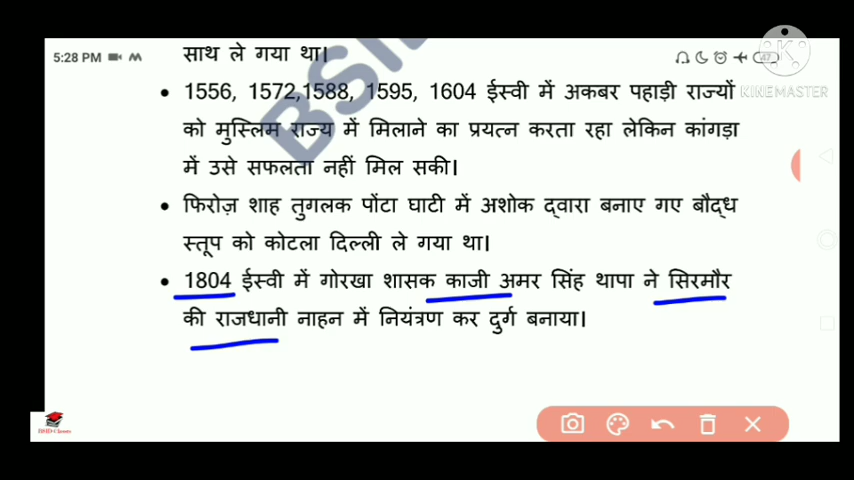 साथ ले गया था।
5:28 PM
KINEMASTER
• 1556, 1572,1588, 1595, 1604 ईस्वी में अकबर पहाड़ी राज्यों
को मुस्लिम राज्य में मिलाने का प्रयत्न करता रहा लेकिन कांगड़ा
में उसे सफलता नहीं मिल सकी।
• फिरोज़ शाह तुगलक पोंटा घाटी में अशोक द्वारा बनाए गए बौद्ध
स्तूप को कोटला दिल्ली ले गया था।
• 1804 ईस्वी में गोरखा शासक काजी अमर सिंह थापा ने सिरमौर
की राजधानी नाहन में नियंत्रण कर दुर्ग बनाया।